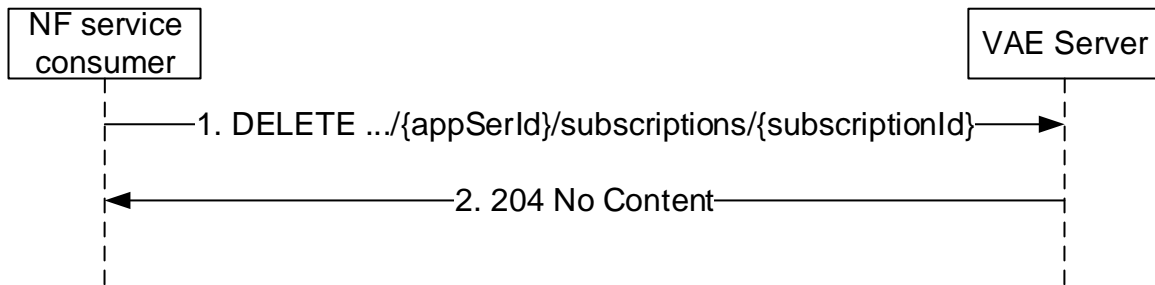 NF service
consumer
VAE Server
1. DELETE .../{appSerId}/subscriptions/{subscriptionId}
2. 204 No Content